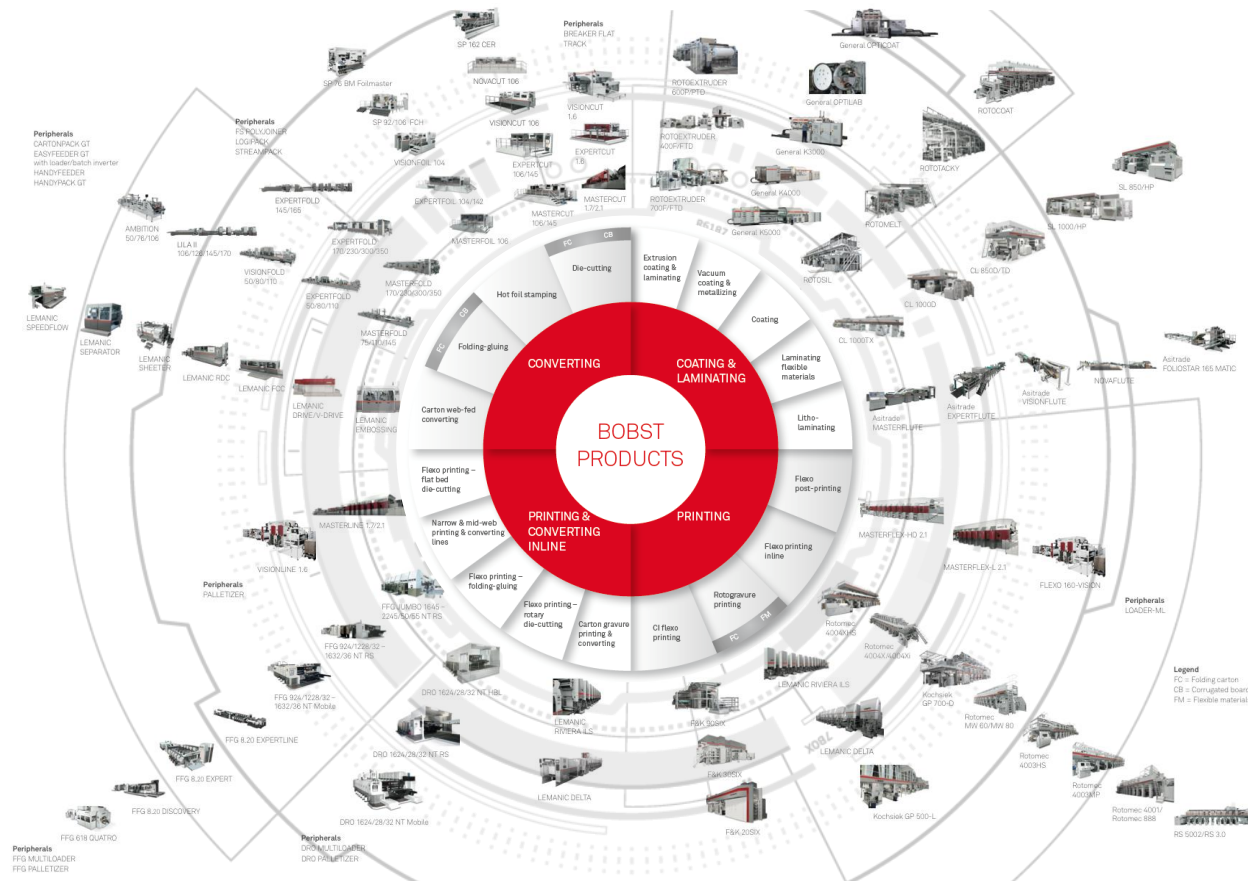 BOBST
PRODUCTS
CONVERTING
COATING &
LAMINATING
PRINTING
PRINTING &
CONVERTING
INLINE
FC
CB
Die-cutting
Hot foil stamping
FC
CB
Folding-gluing
Carton web-fed
converting
Extrusion
coating &
laminating
Vacuum
coating &
metallizing
Coating
Laminating
flexible
materials
Litho-
laminating
Flexo
post-printing
Flexo printing
inline
Rotogravure
printing
FC
FM
CI flexo
printing
Carton gravure
printing &
converting
Flexo printing –
rotary
die-cutting
Flexo printing –
folding-gluing
Narrow & mid-web
printing & converting
lines
Flexo printing –
flat bed
die-cutting
Peripherals
BREAKER FLAT
TRACK
SP 162 CER
SP 76 BM Foilmaster
NOVACUT 106
SP 92/106 FCH
VISIONCUT 106
VISIONCUT
1.6
VISIONFOIL 104
EXPERTCUT
106/145
EXPERTCUT
1.6
EXPERTFOIL 104/142
MASTERCUT
106/145
MASTERCUT
1.7/2.1
MASTERFOIL 106
Peripherals
CARTONPACK GT
EASYFEEDER GT
with loader/batch inverter
HANDYFEEDER
HANDYPACK GT
Peripherals
FS POLYJOINER
LOGIPACK
STREAMPACK
EXPERTFOLD
145/165
AMBITION
50/76/106
LILA II
106/126/145/170
EXPERTFOLD
170/230/300/350
VISIONFOLD
50/80/110
MASTERFOLD
170/230/300/350
EXPERTFOLD
50/80/110
MASTERFOLD
75/110/145
LEMANIC
SPEEDFLOW
LEMANIC
SEPARATOR
LEMANIC
SHEETER
LEMANIC RDC
LEMANIC FCC
LEMANIC
DRIVE/V-DRIVE
LEMANIC
EMBOSSING
ROTOEXTRUDER
600P/PTD
General OPTICOAT
General OPTILAB
ROTOCOAT
ROTOEXTRUDER
400F/FTD
General K3000
ROTOTACKY
ROTOEXTRUDER
700F/FTD
General K4000
General K5000
R6187
ROTOMELT
ROTOSIL
SL 850/HP
SL 1000/HP
CL 850D/TD
CL 1000D
CL 1000TX
Asitrade
FOLIOSTAR 165 MATIC
NOVAFLUTE
Asitrade
VISIONFLUTE
Asitrade
EXPERTFLUTE
Asitrade
MASTERFLUTE
MASTERLINE 1.7/2.1
VISIONLINE 1.6
Peripherals
PALLETIZER
FFG JUMBO 1645 –
2245/50/65 NT RS
FFG 924/1228/32 –
1632/36 NT RS
FFG 924/1228/32 –
1632/36 NT Mobile
FFG 8.20 EXPERTLINE
FFG 8.20 EXPERT
FFG 8.20 DISCOVERY
FFG 618 QUATRO
Peripherals
FFG MULTILOADER
FFG PALLETIZER
DRO 1624/28/32 NT HBL
DRO 1624/28/32 NT RS
DRO 1624/28/32 NT Mobile
Peripherals
DRO MULTILOADER
DRO PALLETIZER
LEMANIC
RIVIERA ILS
LEMANIC DELTA
F&K 90SIX
F&K 30SIX
F&K 20SIX
MASTERFLEX-HD 2.1
MASTERFLEX-L 2.1
FLEXO 160-VISION
Peripherals
LOADER-ML
Rotomec
4004XHS
Rotomec
4004X/4004XI
LEMANIC RIVIERA ILS
Kochsiek
GP 700-D
LEMANIC DELTA
Rotomec
MW 60/MW 80
Rotomec
4003HS
Rotomec
4003MP
Rotomec 4001/
Rotomec 888
Kochsiek GP 500-L
RS 5002/RS 3.0
Legend
FC = Folding carton
CB = Corrugated board
FM = Flexible material